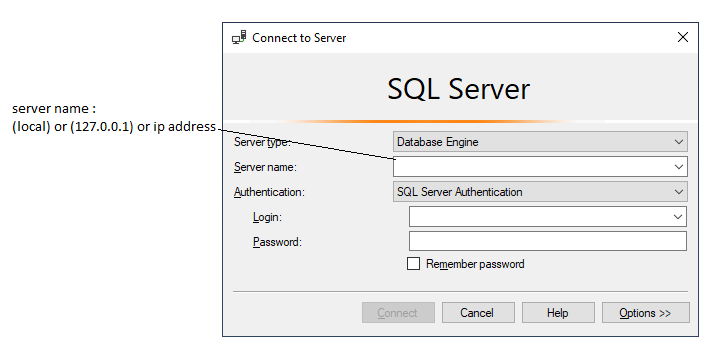 Connect to Server
SQL Server
server name :
(local) or (127.0.0.1) or ip address
Server type: Database Engine
Server name:
Authentication: SQL Server Authentication
Login:
Password:
Remember password
Connect Cancel Help Options >>